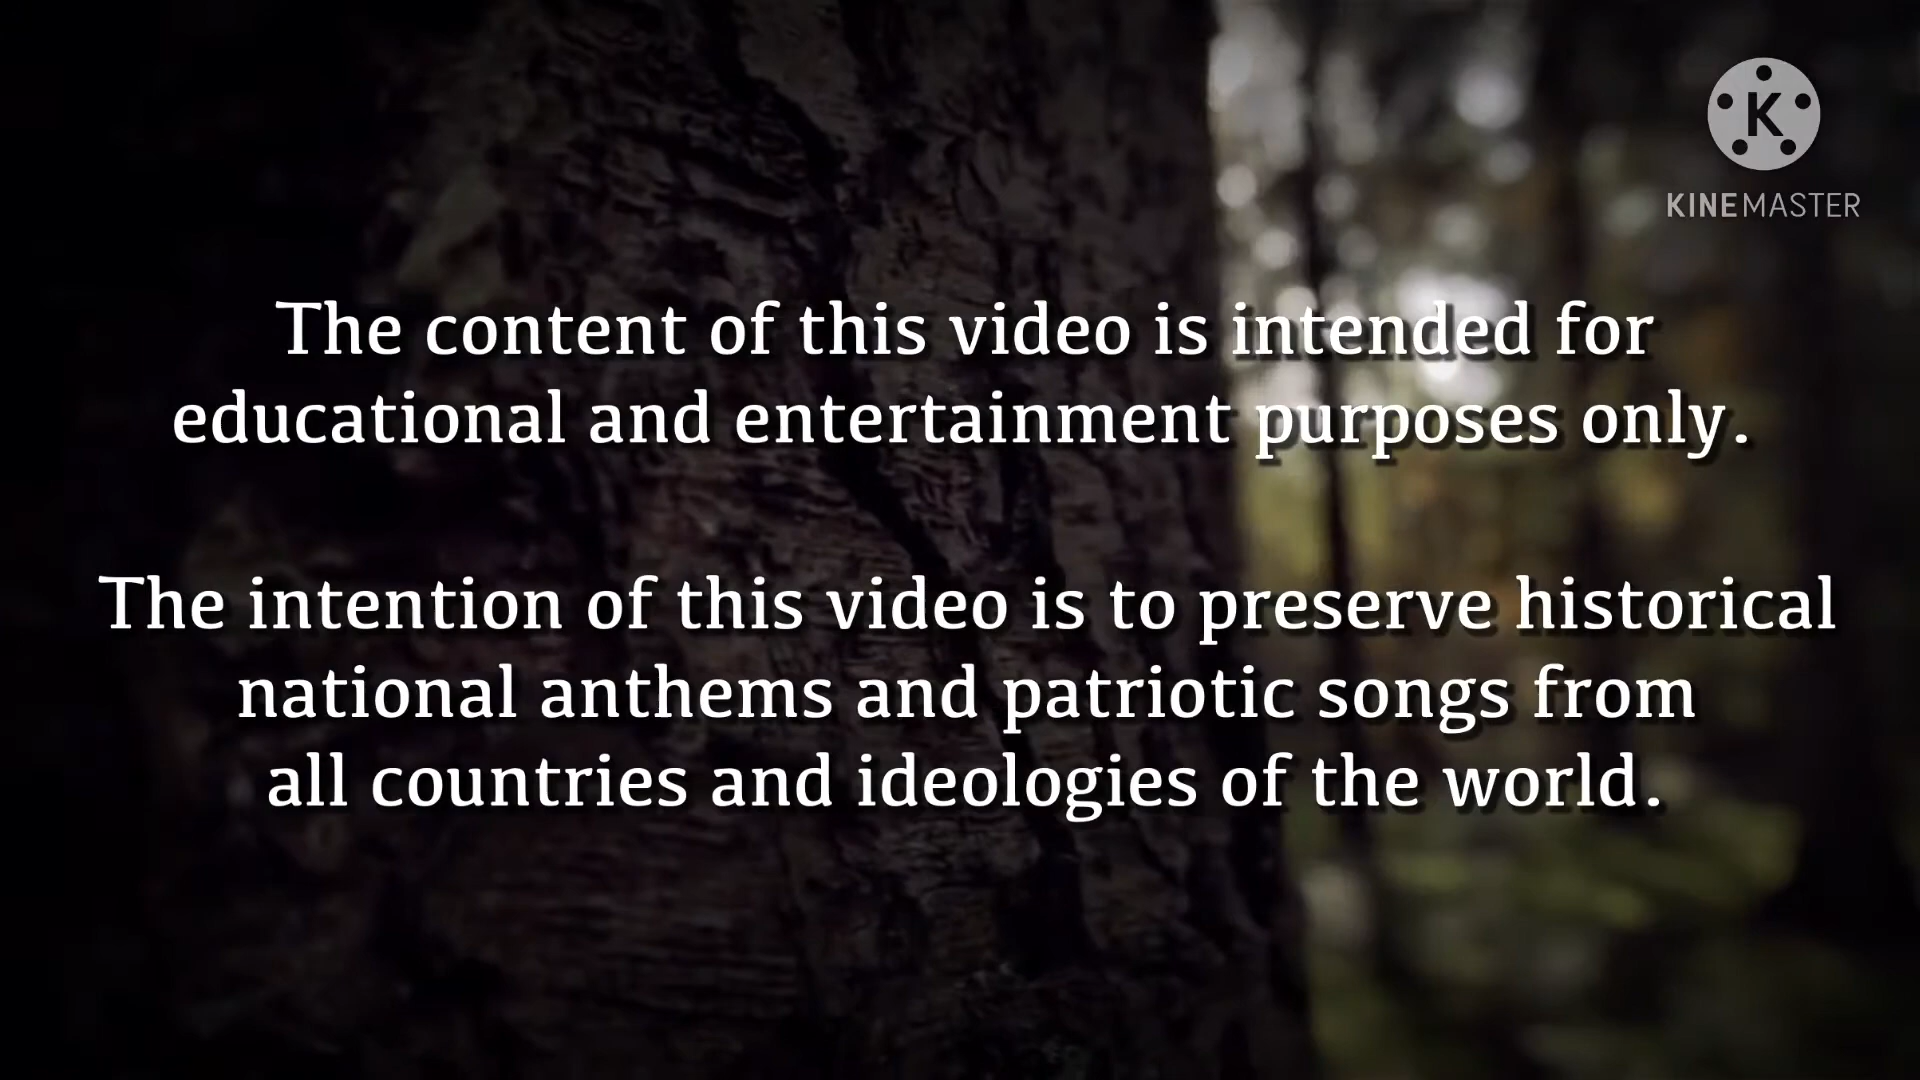 K
KINEMASTER
The content of this video is intended for
educational and entertainment purposes only.
The intention of this video is to preserve historical
national anthems and patriotic songs from
all countries and ideologies of the world.